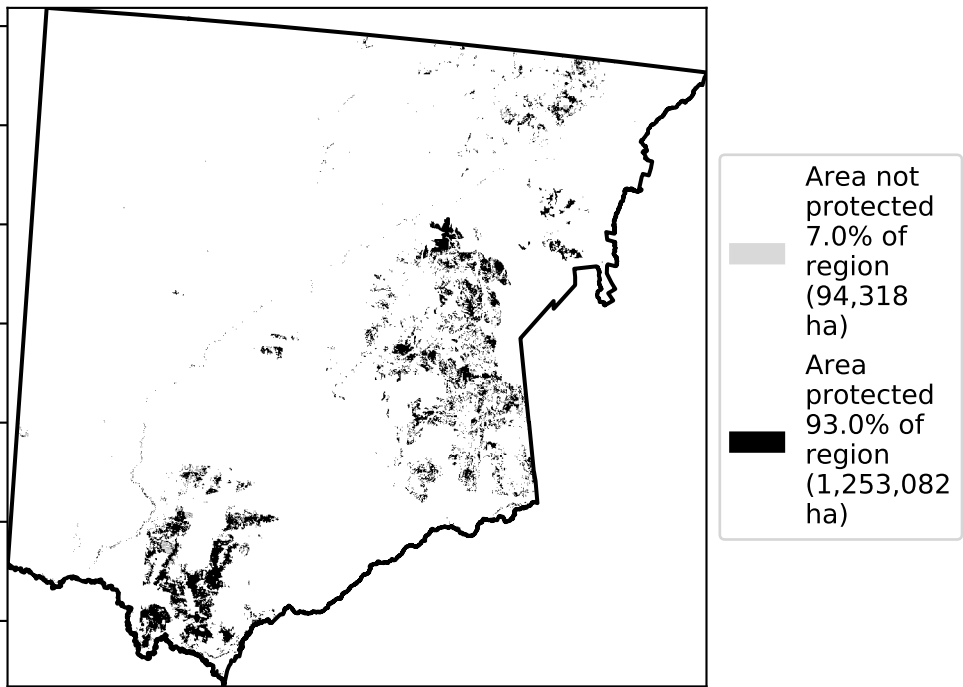 Area not
protected
7.0% of
region
(94,318
ha)
Area
protected
93.0% of
region
(1,253,082
ha)